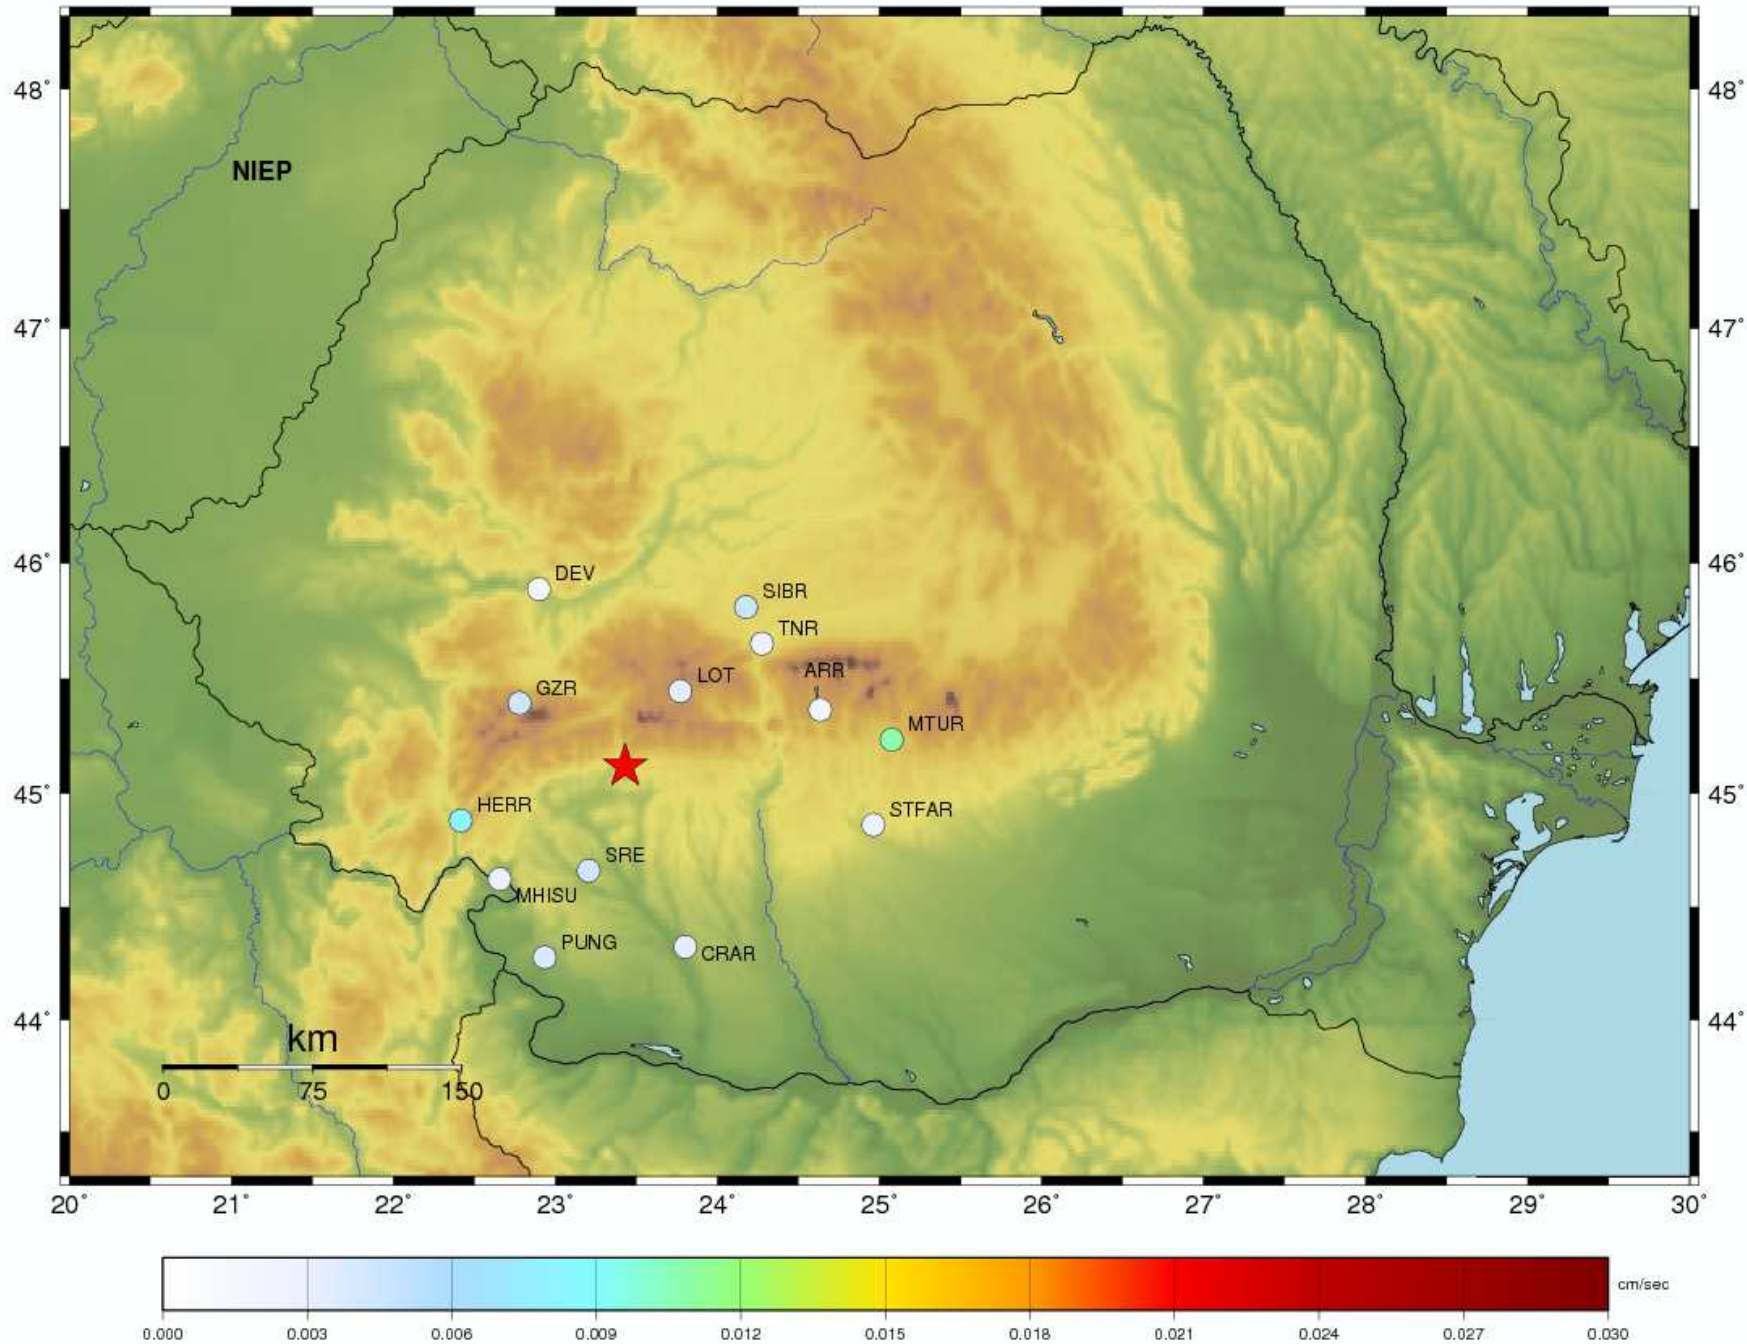 48° 48°
NIEP
47° 47°
46° 46°
DEV
SIBR
TNR
LOT
ARR
GZR
MTUR
45° 45°
HERR
STFAR
SRE
MHISU
PUNG
CRAR
44° 44°
km
0 75 150
20° 21° 22° 23° 24° 25° 26° 27° 28° 29° 30°
cm/sec
0.000 0.003 0.006 0.009 0.012 0.015 0.018 0.021 0.024 0.027 0.030